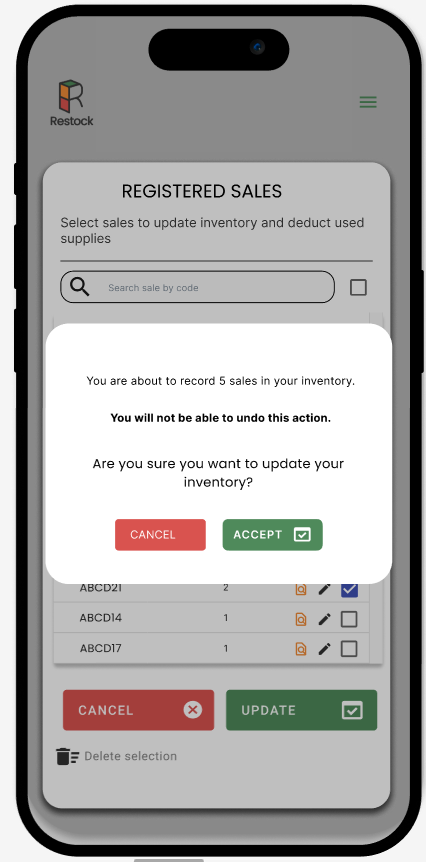 Restock
REGISTERED SALES
Select sales to update inventory and deduct used
supplies
Search sale by code
You are about to record 5 sales in your inventory.
You will not be able to undo this action.
Are you sure you want to update your
inventory?
CANCEL ACCEPT
ABCD21 2
ABCD14 1
ABCD17 1
CANCEL UPDATE
Delete selection